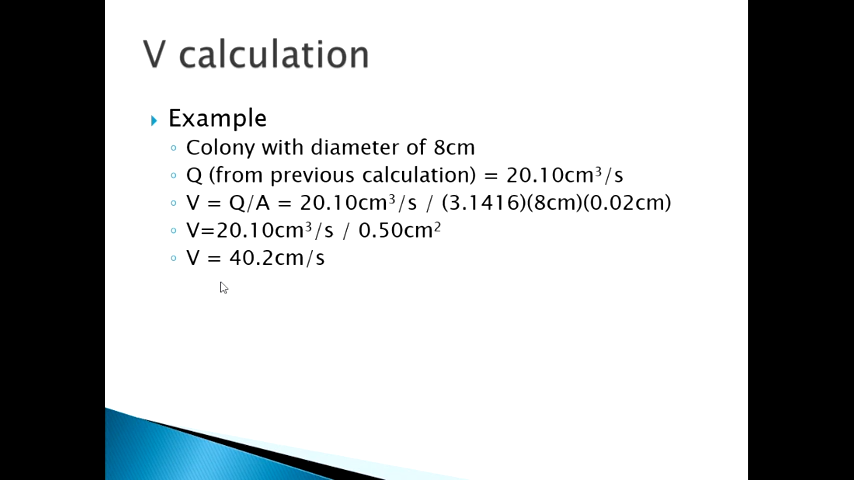 V calculation
Example
Colony with diameter of 8cm
Q (from previous calculation) = 20.10cm³/s
V = Q/A = 20.10cm³/s / (3.1416)(8cm)(0.02cm)
V=20.10cm³/s / 0.50cm²
V = 40.2cm/s